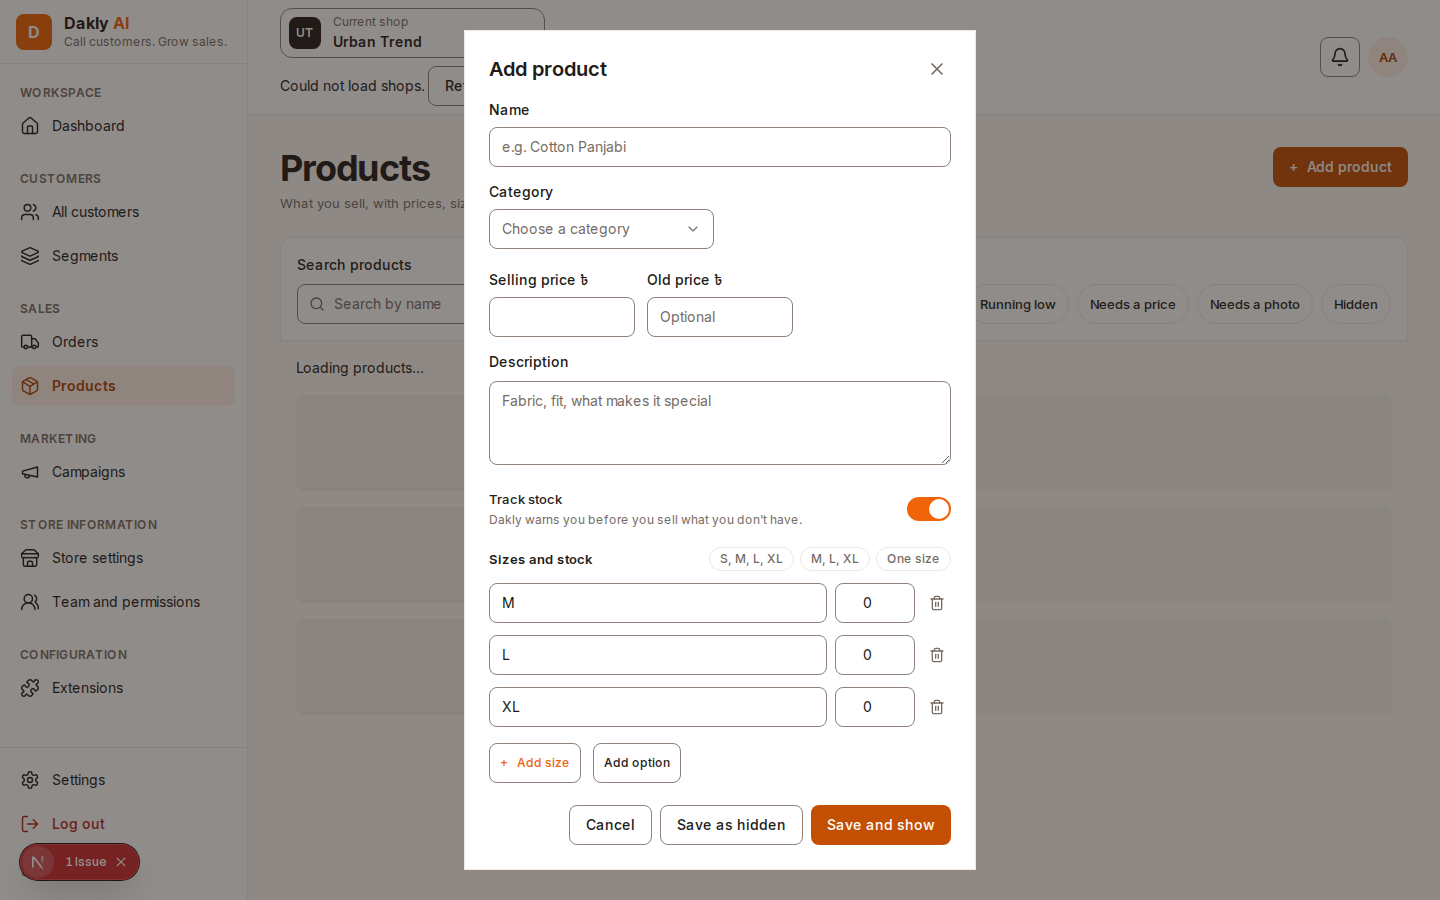 D
Dakly AI
Call customers. Grow sales.
WORKSPACE
Dashboard
CUSTOMERS
All customers
Segments
SALES
Orders
Products
MARKETING
Campaigns
STORE INFORMATION
Store settings
Team and permissions
CONFIGURATION
Extensions
Settings
Log out
N
1 Issue
UT
Current shop
Urban Trend
Could not load shops.
AA
Products
What you sell, with prices,
+ Add product
Search products
Search by name
Running low
Needs a price
Needs a photo
Hidden
Loading products...
Add product
Name
e.g. Cotton Panjabi
Category
Choose a category
Selling price ৳
Old price ৳
Optional
Description
Fabric, fit, what makes it special
Track stock
Dakly warns you before you sell what you don't have.
Sizes and stock
S, M, L, XL
M, L, XL
One size
M
0
L
0
XL
0
+ Add size
Add option
Cancel
Save as hidden
Save and show